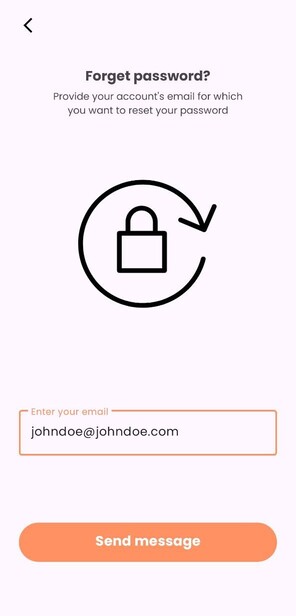 Forget password?
Provide your account's email for which
you want to reset your password
Enter your email
johndoe@johndoe.com
Send message